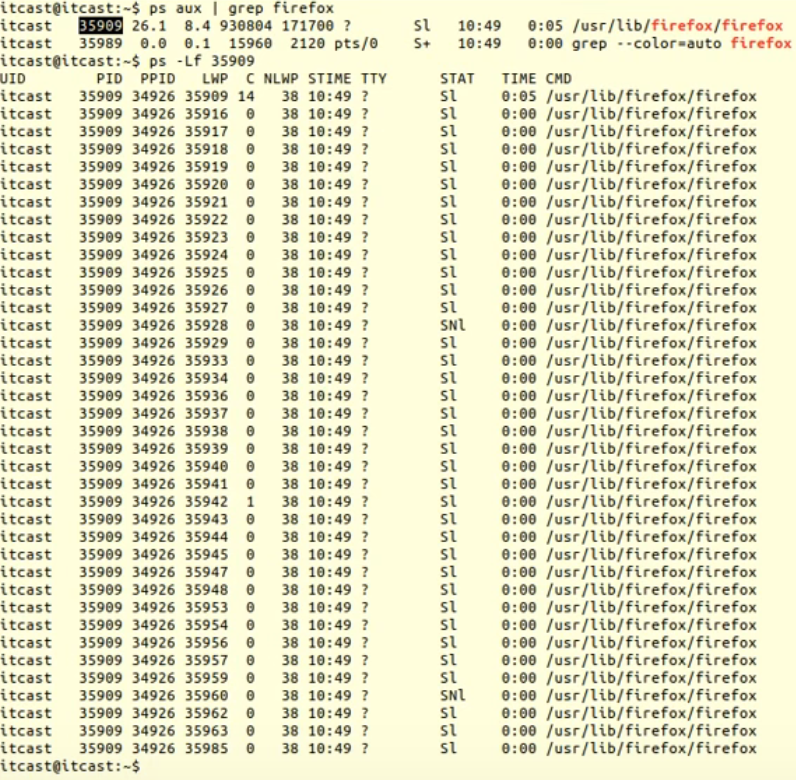 itcast@itcast:~$ ps aux | grep firefox
itcast   35909 26.1  8.4 930804 171700 ?       Sl   10:49   0:05 /usr/lib/firefox/firefox
itcast   35989  0.0  0.1  15960  2120 pts/0    S+   10:49   0:00 grep --color=auto firefox
itcast@itcast:~$ ps -Lf 35909
UID        PID  PPID   LWP  C NLWP STIME TTY      STAT   TIME CMD
itcast   35909 34926 35909 14   38 10:49 ?        Sl     0:05 /usr/lib/firefox/firefox
itcast   35909 34926 35916  0   38 10:49 ?        Sl     0:00 /usr/lib/firefox/firefox
itcast   35909 34926 35917  0   38 10:49 ?        Sl     0:00 /usr/lib/firefox/firefox
itcast   35909 34926 35918  0   38 10:49 ?        Sl     0:00 /usr/lib/firefox/firefox
itcast   35909 34926 35919  0   38 10:49 ?        Sl     0:00 /usr/lib/firefox/firefox
itcast   35909 34926 35920  0   38 10:49 ?        Sl     0:00 /usr/lib/firefox/firefox
itcast   35909 34926 35921  0   38 10:49 ?        Sl     0:00 /usr/lib/firefox/firefox
itcast   35909 34926 35922  0   38 10:49 ?        Sl     0:00 /usr/lib/firefox/firefox
itcast   35909 34926 35923  0   38 10:49 ?        Sl     0:00 /usr/lib/firefox/firefox
itcast   35909 34926 35924  0   38 10:49 ?        Sl     0:00 /usr/lib/firefox/firefox
itcast   35909 34926 35925  0   38 10:49 ?        Sl     0:00 /usr/lib/firefox/firefox
itcast   35909 34926 35926  0   38 10:49 ?        Sl     0:00 /usr/lib/firefox/firefox
itcast   35909 34926 35927  0   38 10:49 ?        Sl     0:00 /usr/lib/firefox/firefox
itcast   35909 34926 35928  0   38 10:49 ?        SNl    0:00 /usr/lib/firefox/firefox
itcast   35909 34926 35929  0   38 10:49 ?        Sl     0:00 /usr/lib/firefox/firefox
itcast   35909 34926 35933  0   38 10:49 ?        Sl     0:00 /usr/lib/firefox/firefox
itcast   35909 34926 35934  0   38 10:49 ?        Sl     0:00 /usr/lib/firefox/firefox
itcast   35909 34926 35936  0   38 10:49 ?        Sl     0:00 /usr/lib/firefox/firefox
itcast   35909 34926 35937  0   38 10:49 ?        Sl     0:00 /usr/lib/firefox/firefox
itcast   35909 34926 35938  0   38 10:49 ?        Sl     0:00 /usr/lib/firefox/firefox
itcast   35909 34926 35939  0   38 10:49 ?        Sl     0:00 /usr/lib/firefox/firefox
itcast   35909 34926 35940  0   38 10:49 ?        Sl     0:00 /usr/lib/firefox/firefox
itcast   35909 34926 35941  0   38 10:49 ?        Sl     0:00 /usr/lib/firefox/firefox
itcast   35909 34926 35942  1   38 10:49 ?        Sl     0:00 /usr/lib/firefox/firefox
itcast   35909 34926 35943  0   38 10:49 ?        Sl     0:00 /usr/lib/firefox/firefox
itcast   35909 34926 35944  0   38 10:49 ?        Sl     0:00 /usr/lib/firefox/firefox
itcast   35909 34926 35945  0   38 10:49 ?        Sl     0:00 /usr/lib/firefox/firefox
itcast   35909 34926 35947  0   38 10:49 ?        Sl     0:00 /usr/lib/firefox/firefox
itcast   35909 34926 35948  0   38 10:49 ?        Sl     0:00 /usr/lib/firefox/firefox
itcast   35909 34926 35953  0   38 10:49 ?        Sl     0:00 /usr/lib/firefox/firefox
itcast   35909 34926 35954  0   38 10:49 ?        Sl     0:00 /usr/lib/firefox/firefox
itcast   35909 34926 35956  0   38 10:49 ?        Sl     0:00 /usr/lib/firefox/firefox
itcast   35909 34926 35957  0   38 10:49 ?        Sl     0:00 /usr/lib/firefox/firefox
itcast   35909 34926 35959  0   38 10:49 ?        Sl     0:00 /usr/lib/firefox/firefox
itcast   35909 34926 35960  0   38 10:49 ?        SNl    0:00 /usr/lib/firefox/firefox
itcast   35909 34926 35962  0   38 10:49 ?        Sl     0:00 /usr/lib/firefox/firefox
itcast   35909 34926 35963  0   38 10:49 ?        Sl     0:00 /usr/lib/firefox/firefox
itcast   35909 34926 35985  0   38 10:49 ?        Sl     0:00 /usr/lib/firefox/firefox
itcast@itcast:~$